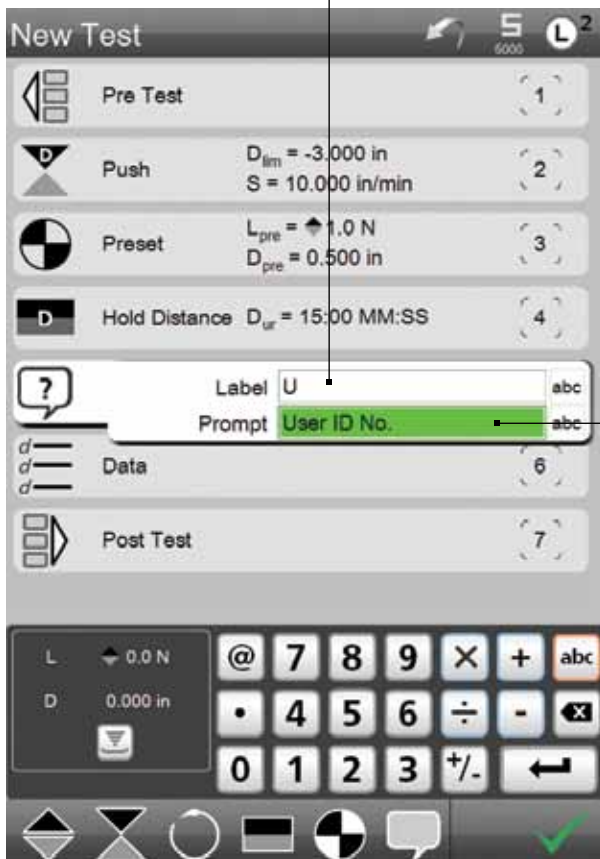 New Test S 6000 L 2
Pre Test 1
Push Dlim = -3.000 in 2
S = 10.000 in/min
Preset Lpre = 1.0 N 3
Dpre = 0.500 in
D Hold Distance Dur = 15:00 MM:SS 4
? Label U abc
Prompt User ID No. abc
d
d Data 6
d
Post Test 7
L 0.0 N @ 7 8 9 × + abc
D 0.000 in • 4 5 6 ÷ -
0 1 2 3 +/-